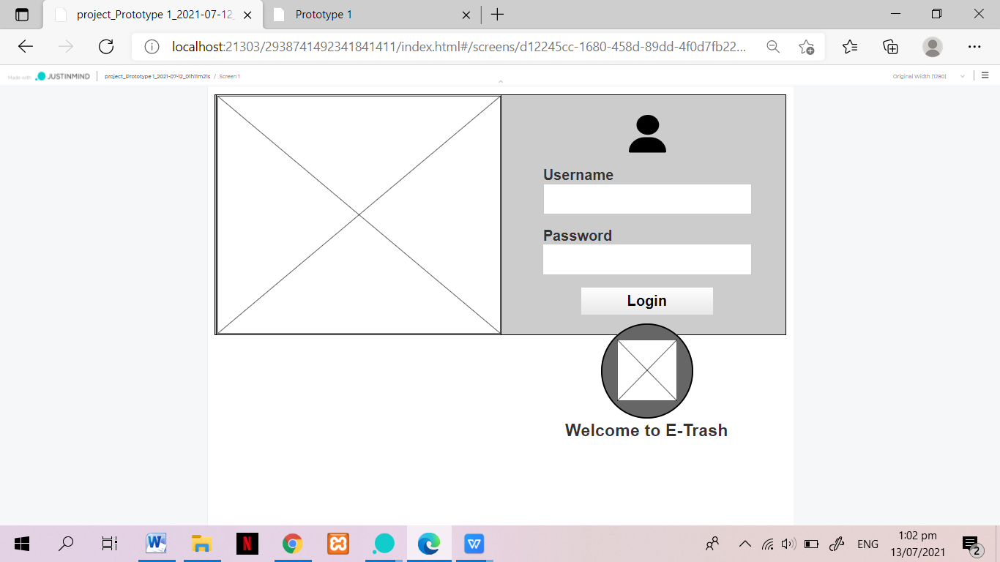 project_Prototype 1_2021-07-12_
Prototype 1
localhost:21303/2938741492341841411/index.html#/screens/d12245cc-1680-458d-89dd-4f0d7fb22...
Made with JUSTINMIND project_Prototype 1_2021-07-12_01h11m21s / Screen 1
Original Width (1280)
Username
Password
Login
Welcome to E-Trash
W
N
W
ENG
1:02 pm
13/07/2021
2